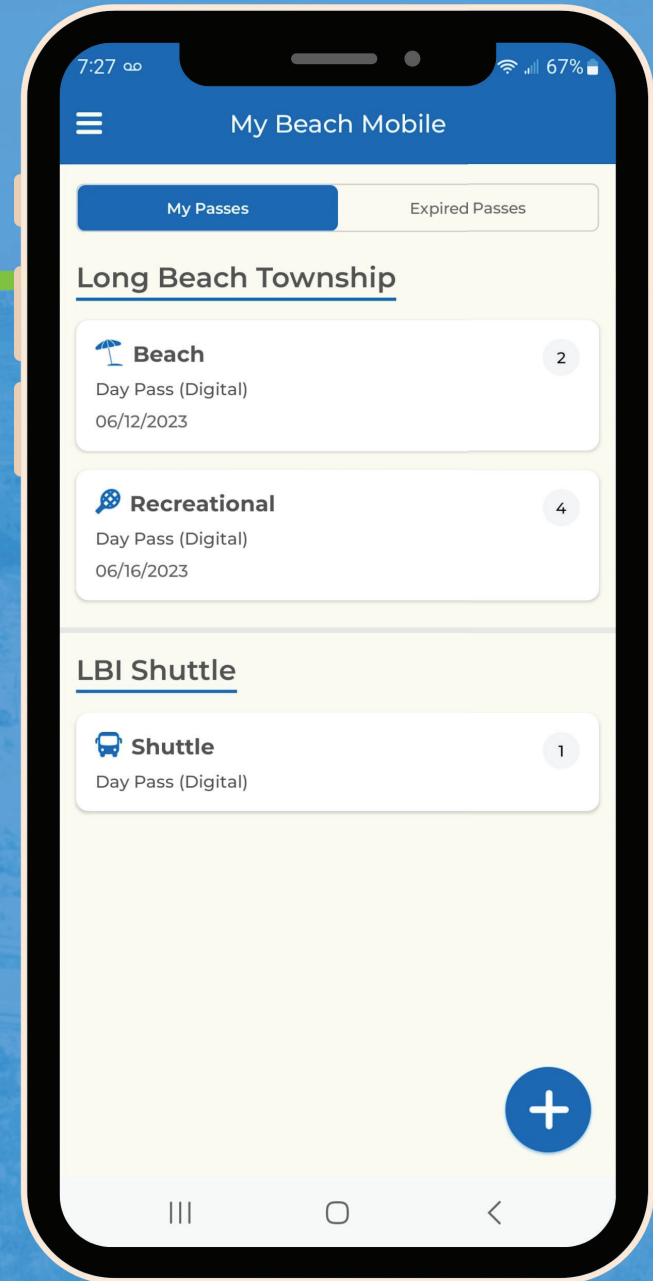 7:27
67%
My Beach Mobile
My Passes
Expired Passes
Long Beach Township
Beach
2
Day Pass (Digital)
06/12/2023
Recreational
4
Day Pass (Digital)
06/16/2023
LBI Shuttle
Shuttle
1
Day Pass (Digital)